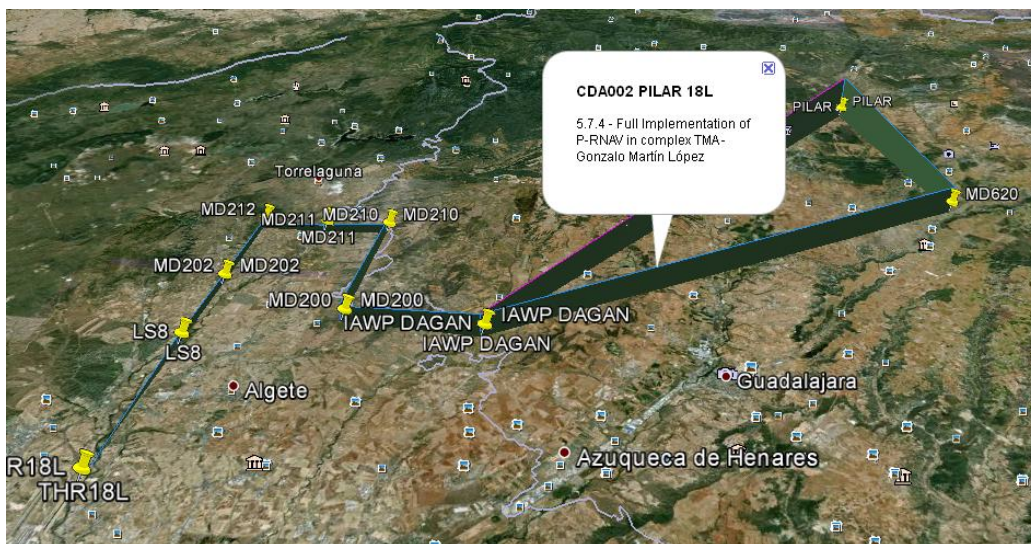 CDA002 PILAR 18L
5.7.4 - Full Implementation of
P-RNAV in complex TMA-
Gonzalo Martín López
PILAR PILAR
MD620
Torrelaguna
MD212 MD211 MD210 MD210
MD211
MD202 MD202
MD200 MD200
IAWP DAGAN IAWP DAGAN
IAWP DAGAN
LS8
LS8
Algete
Guadalajara
Azuqueca de Henares
R18L
THR18L